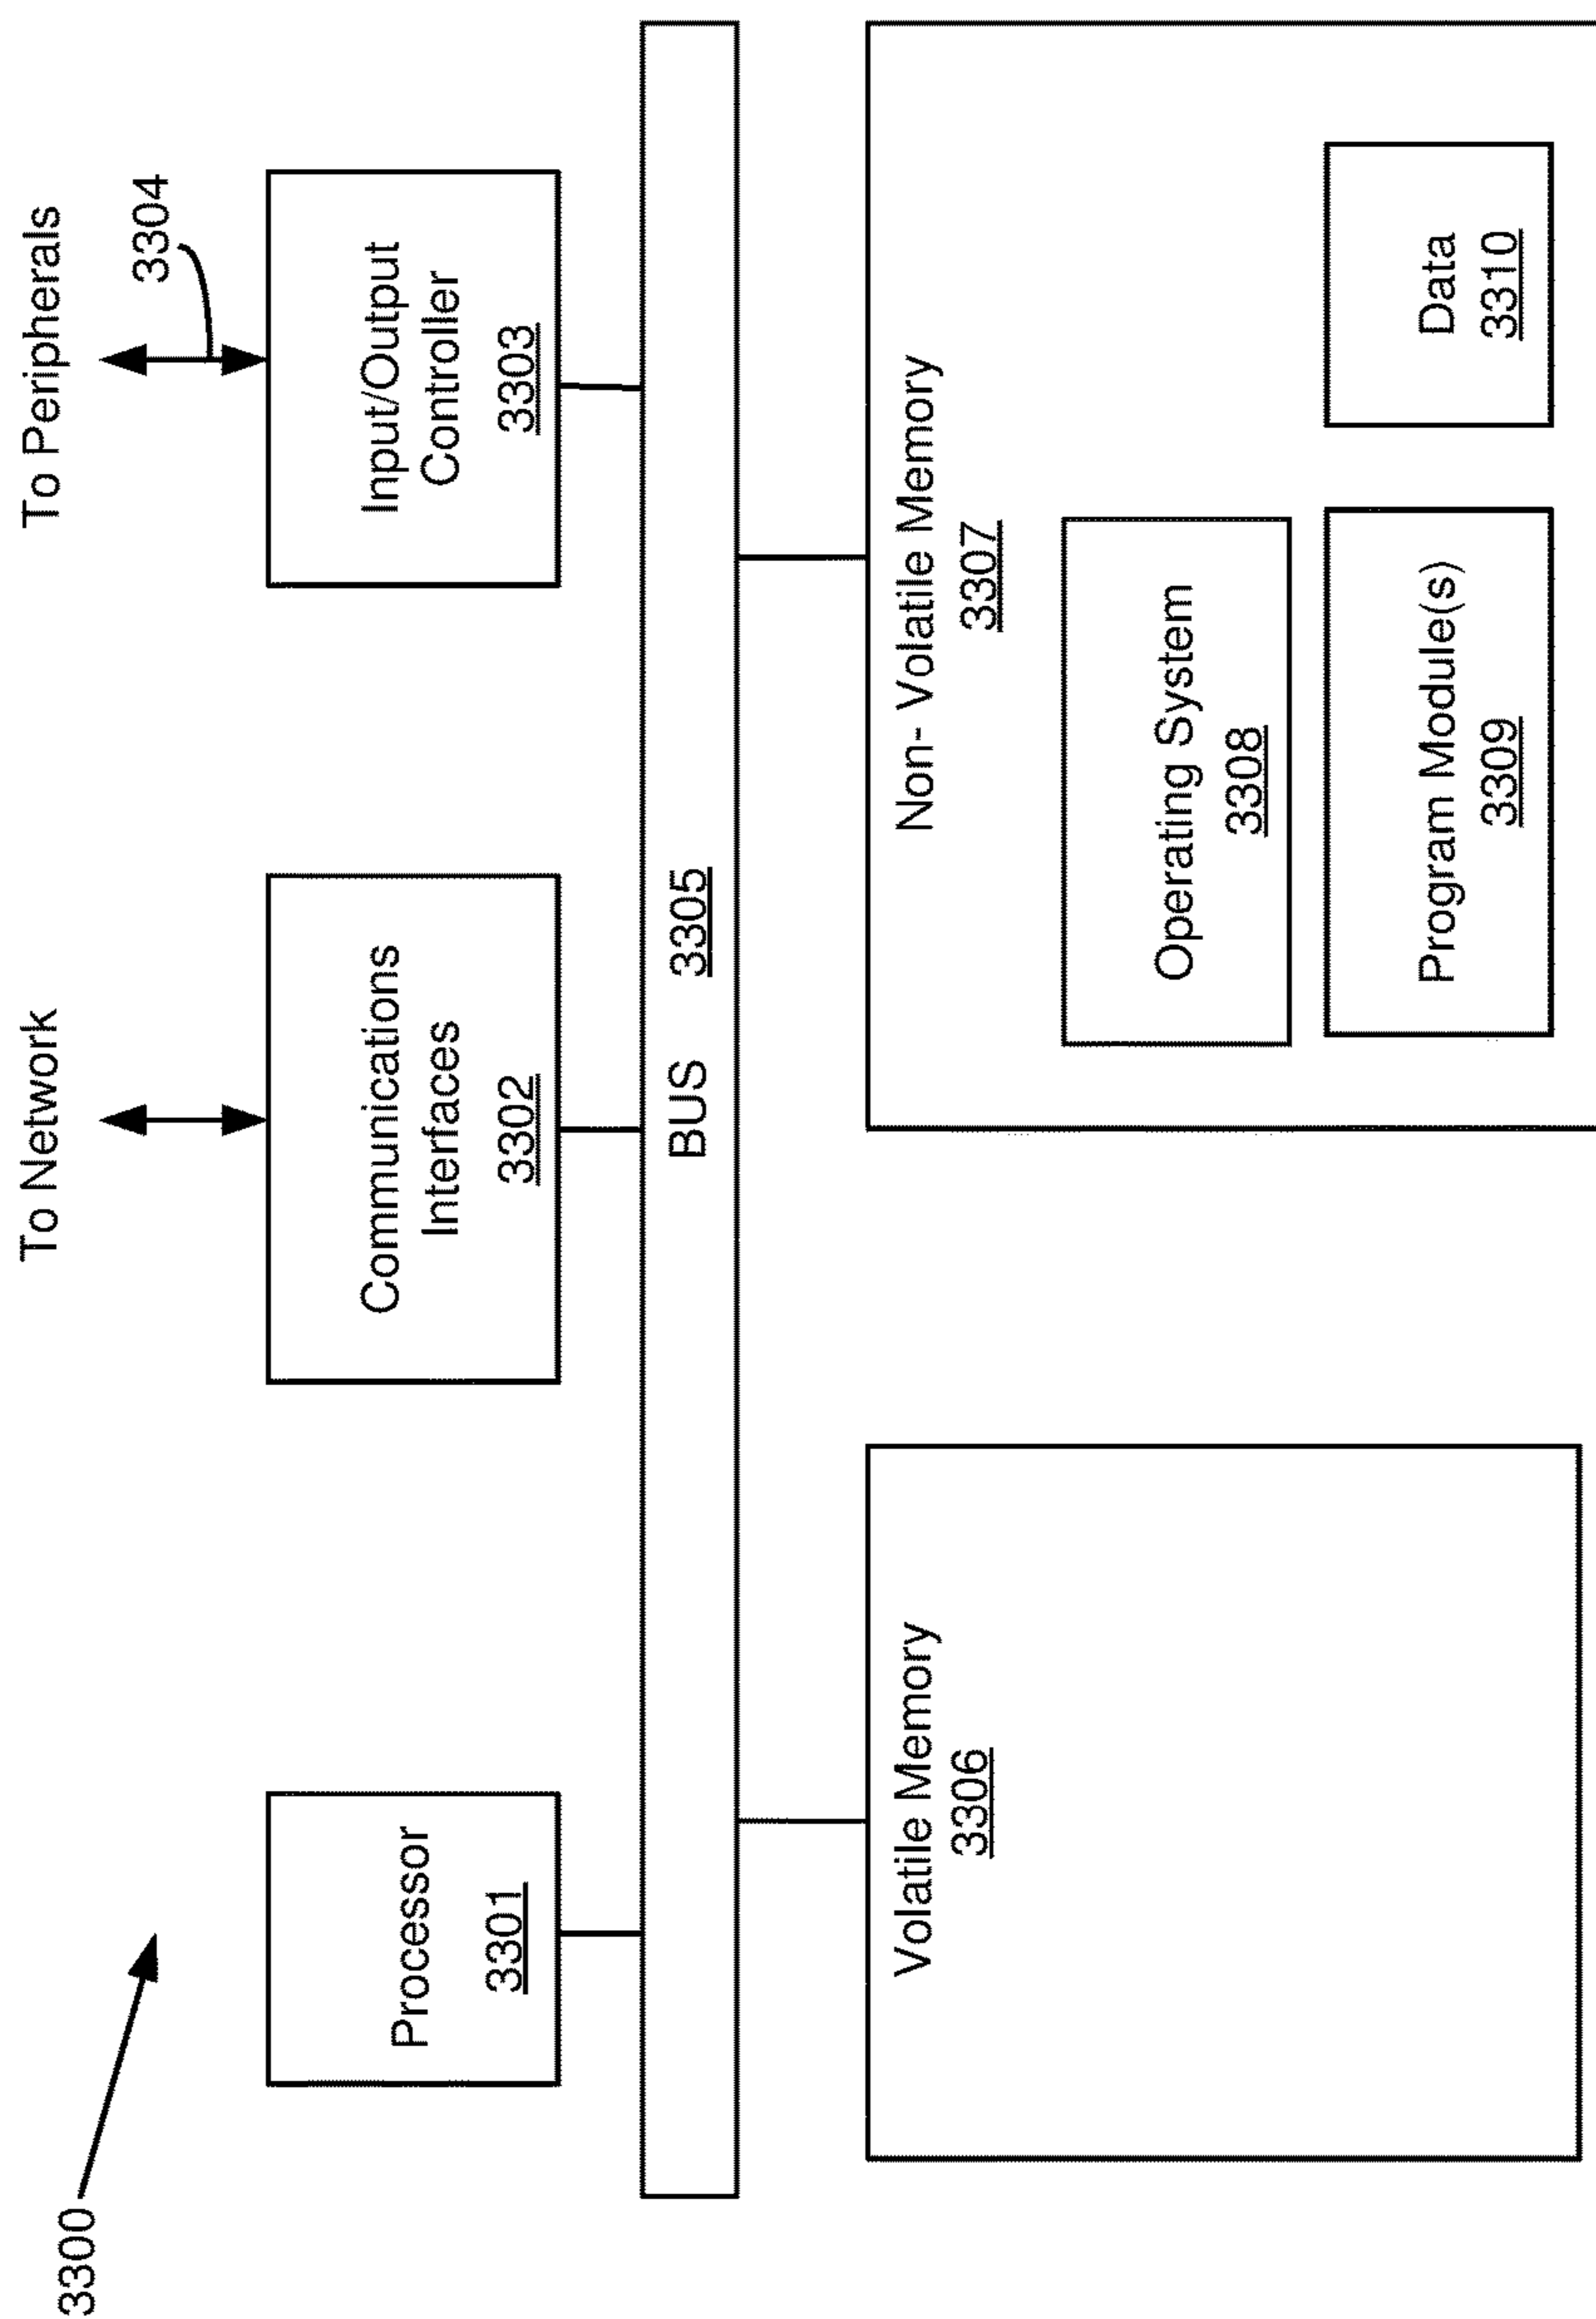 3300
To Network
To Peripherals
3304
Processor
3301
Communications
Interfaces
3302
Input/Output
Controller
3303
BUS 3305
Volatile Memory
3306
Non- Volatile Memory
3307
Operating System
3308
Program Module(s)
3309
Data
3310